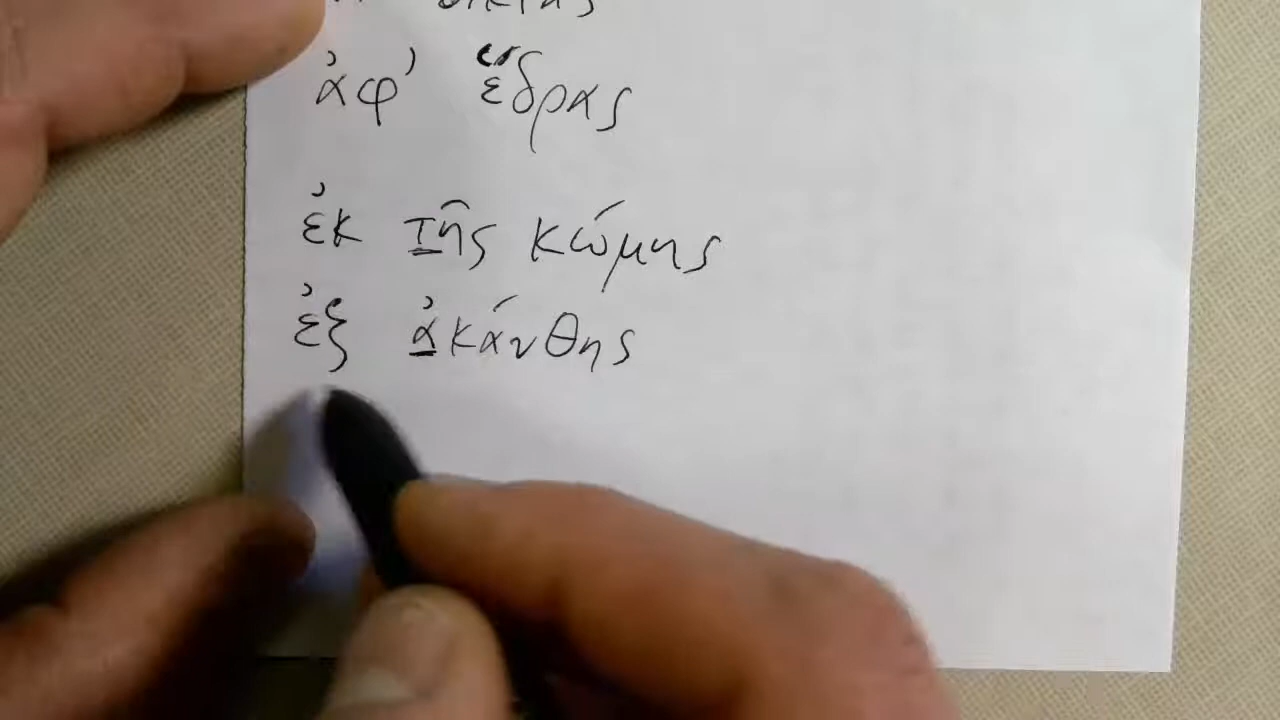 ἀφ' ἕδρας
ἐκ τῆς κώμης
ἐξ ἀκάνθης